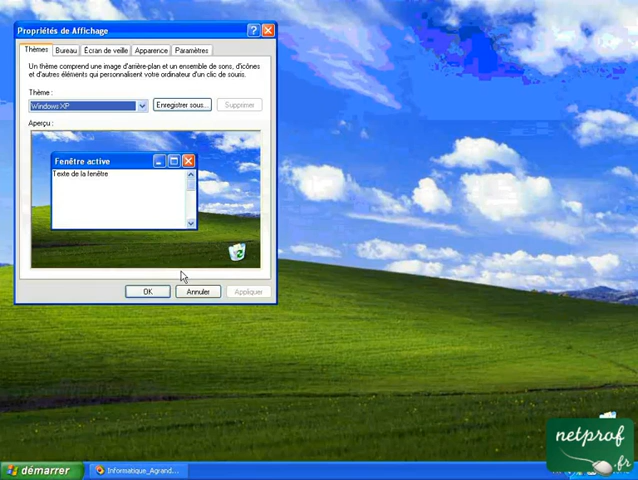 Propriétés de Affichage
Thèmes Bureau Écran de veille Apparence Paramètres
Un thème comprend une image d'arrière-plan et un ensemble de sons, d'icônes
et d'autres éléments qui personnalisent votre ordinateur d'un clic de souris.
Thème :
Windows XP Enregistrer sous... Supprimer
Aperçu :
Fenêtre active
Texte de la fenêtre
OK Annuler Appliquer
netprof
.fr
démarrer Informatique_Agrand...